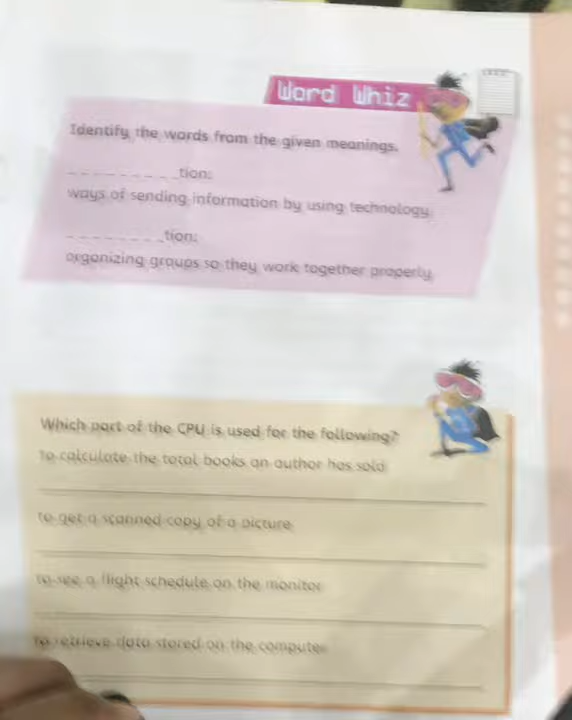 Word Whiz
Identify the words from the given meanings.
_ _ _ _ _ _ _ _ _tion:
ways of sending information by using technology.
_ _ _ _ _ _ _ _tion:
organizing groups so they work together properly.
Which part of the CPU is used for the following?
to calculate the total books an author has sold
to get a scanned copy of a picture
to see a flight schedule on the monitor
to retrieve data stored on the computer